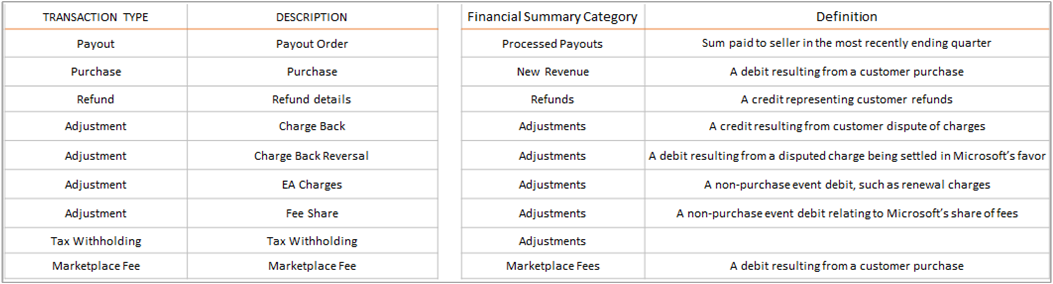 TRANSACTION TYPE DESCRIPTION Financial Summary Category Definition
Payout Payout Order Processed Payouts Sum paid to seller in the most recently ending quarter
Purchase Purchase New Revenue A debit resulting from a customer purchase
Refund Refund details Refunds A credit representing customer refunds
Adjustment Charge Back Adjustments A credit resulting from customer dispute of charges
Adjustment Charge Back Reversal Adjustments A debit resulting from a disputed charge being settled in Microsoft's favor
Adjustment EA Charges Adjustments A non-purchase event debit, such as renewal charges
Adjustment Fee Share Adjustments A non-purchase event debit relating to Microsoft's share of fees
Tax Withholding Tax Withholding Adjustments
Marketplace Fee Marketplace Fee Marketplace Fees A debit resulting from a customer purchase